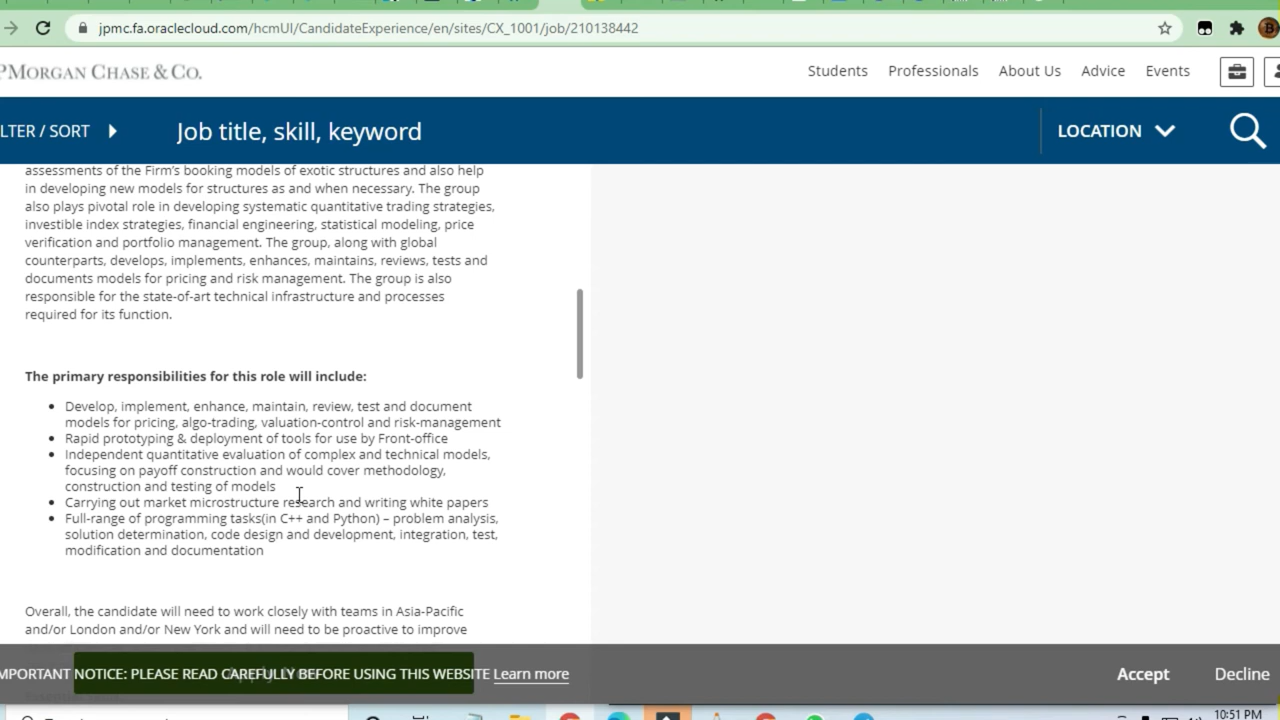 jpmc.fa.oraclecloud.com/hcmUI/CandidateExperience/en/sites/CX_1001/job/210138442
PMORGAN CHASE & CO.
Students Professionals About Us Advice Events
LTER / SORT Job title, skill, keyword LOCATION
assessments of the Firm's booking models of exotic structures and also help
in developing new models for structures as and when necessary. The group
also plays pivotal role in developing systematic quantitative trading strategies,
investible index strategies, financial engineering, statistical modeling, price
verification and portfolio management. The group, along with global
counterparts, develops, implements, enhances, maintains, reviews, tests and
documents models for pricing and risk management. The group is also
responsible for the state-of-art technical infrastructure and processes
required for its function.
The primary responsibilities for this role will include:
• Develop, implement, enhance, maintain, review, test and document
models for pricing, algo-trading, valuation-control and risk-management
• Rapid prototyping & deployment of tools for use by Front-office
• Independent quantitative evaluation of complex and technical models,
focusing on payoff construction and would cover methodology,
construction and testing of models
• Carrying out market microstructure research and writing white papers
• Full-range of programming tasks(in C++ and Python) – problem analysis,
solution determination, code design and development, integration, test,
modification and documentation
Overall, the candidate will need to work closely with teams in Asia-Pacific
and/or London and/or New York and will need to be proactive to improve
MPORTANT NOTICE: PLEASE READ CAREFULLY BEFORE USING THIS WEBSITE Learn more Accept Decline
10:51 PM